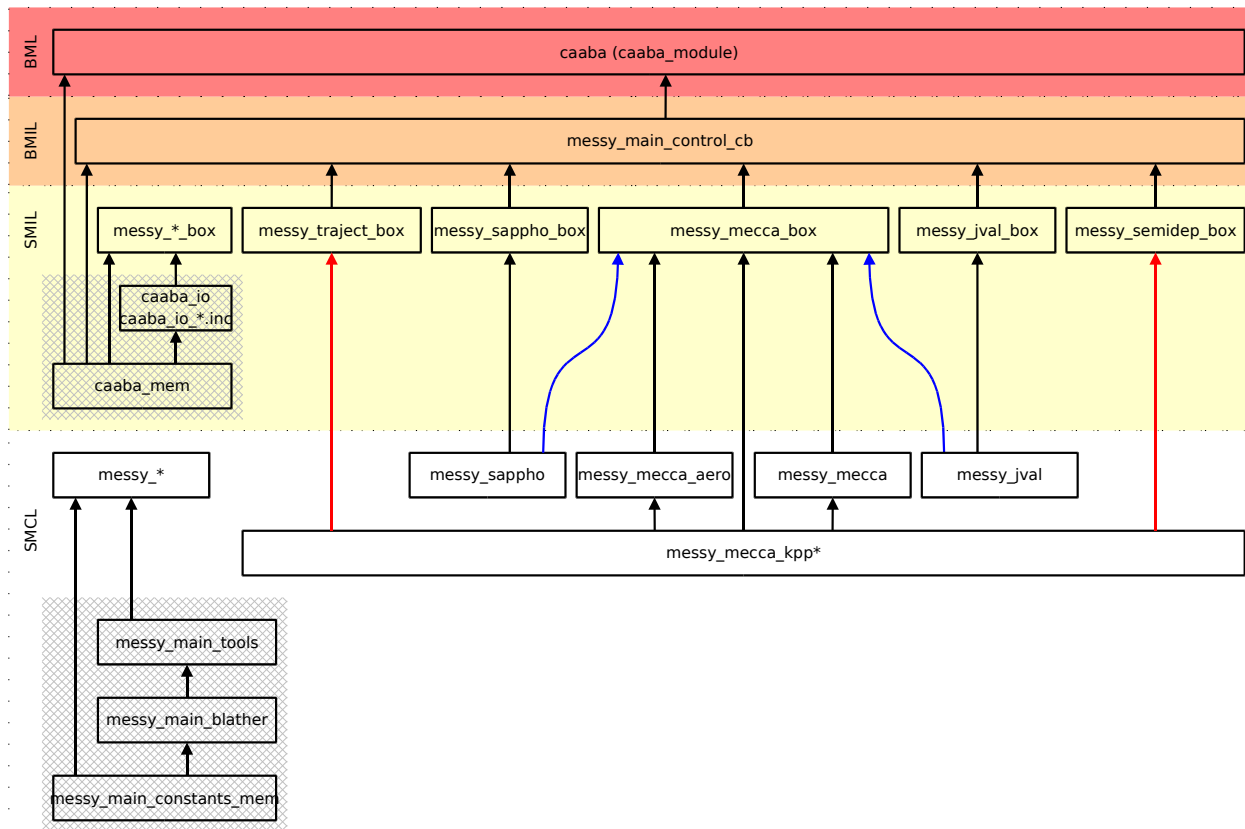 BML
caaba (caaba_module)
BMIL
messy_main_control_cb
SMIL
messy_*_box
messy_traject_box
messy_sappho_box
messy_mecca_box
messy_jval_box
messy_semidep_box
caaba_io
caaba_io_*.inc
caaba_mem
SMCL
messy_*
messy_sappho
messy_mecca_aero
messy_mecca
messy_jval
messy_mecca_kpp*
messy_main_tools
messy_main_blather
messy_main_constants_mem